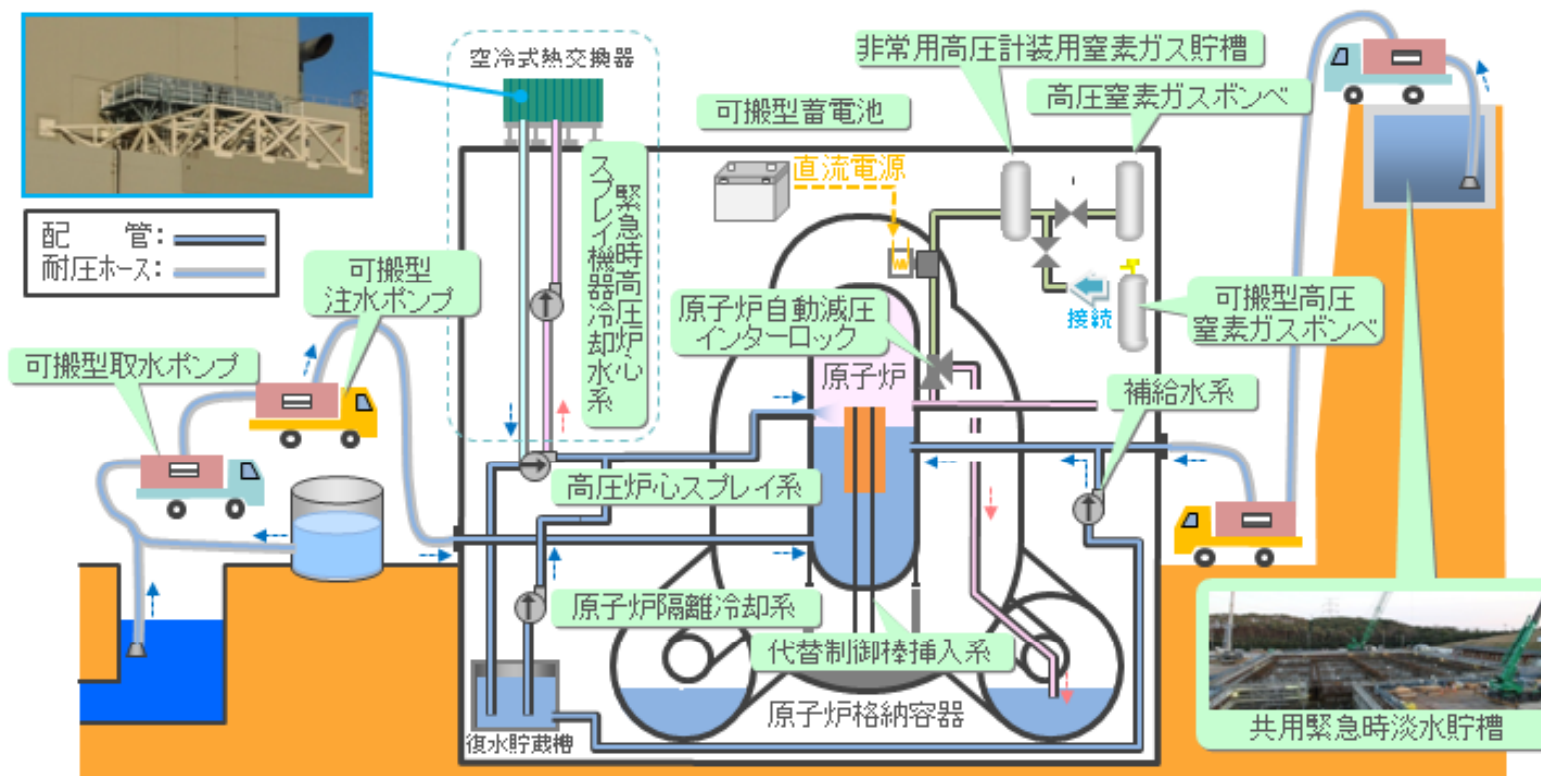 空冷式熱交換器
非常用高圧計装用窒素ガス貯槽
高圧窒素ガスボンベ
可搬型蓄電池
直流電源
緊急時高圧炉心
スプレイ機器冷却水系
配　管：
耐圧ホース：
可搬型
注水ポンプ
可搬型取水ポンプ
原子炉自動減圧
インターロック
原子炉
接続
可搬型高圧
窒素ガスボンベ
補給水系
高圧炉心スプレイ系
原子炉隔離冷却系
代替制御棒挿入系
原子炉格納容器
復水貯蔵槽
共用緊急時淡水貯槽